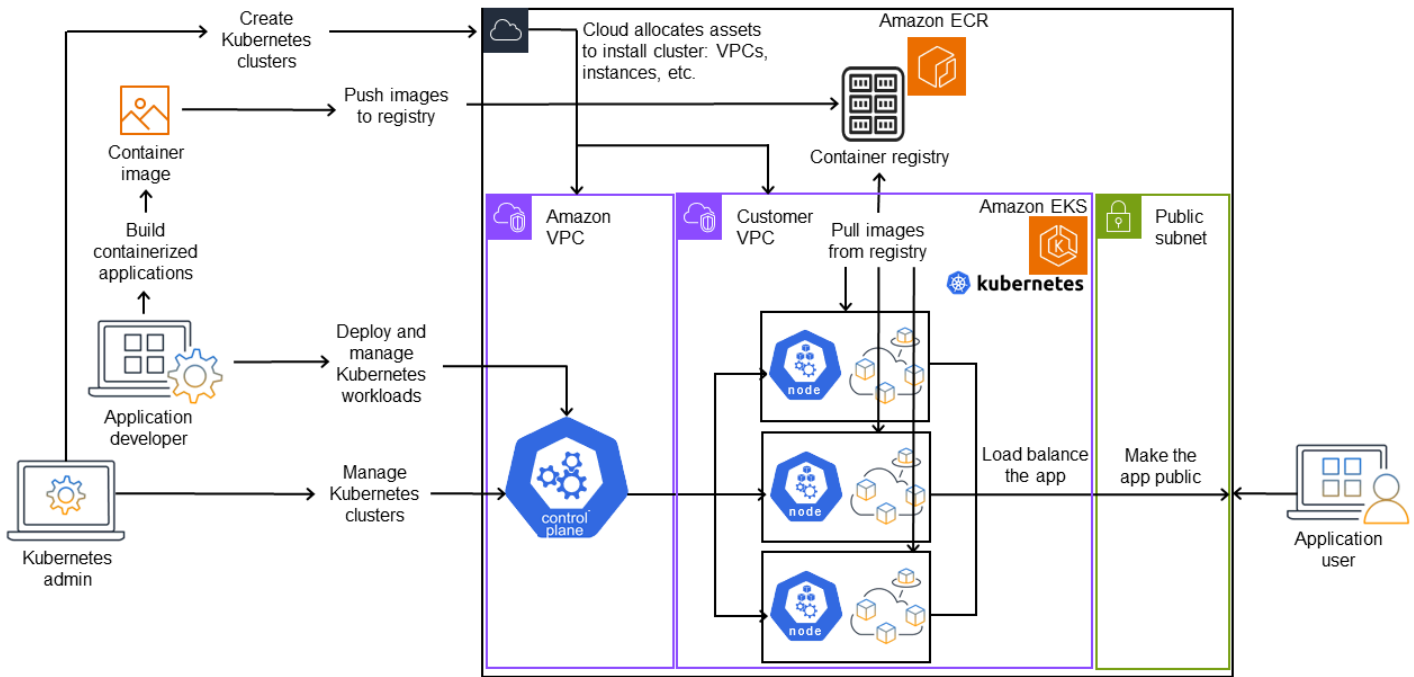 Create
Kubernetes
clusters
Cloud allocates assets
to install cluster: VPCs,
instances, etc.
Amazon ECR
Push images
to registry
Container
image
Container registry
Build
containerized
applications
Amazon
VPC
Customer
VPC
Pull images
from registry
Amazon EKS
K
kubernetes
Public
subnet
Application
developer
Deploy and
manage
Kubernetes
workloads
node
node
node
control
plane
Manage
Kubernetes
clusters
Kubernetes
admin
Load balance
the app
Make the
app public
Application
user